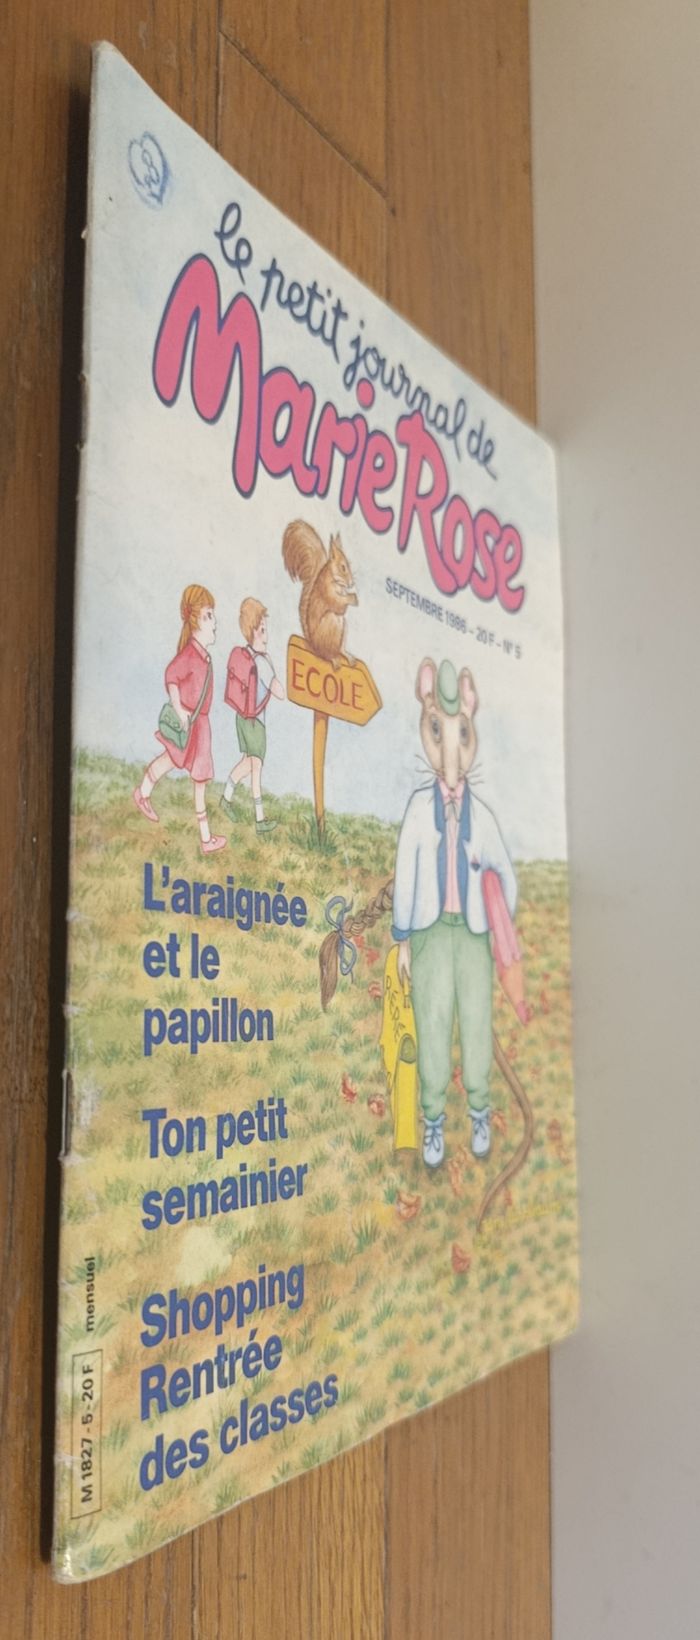 le petit journal de
Marie Rose
SEPTEMBRE 1986 - 20 F - N° 5
ECOLE
L'araignée
et le
papillon
Ton petit
semainier
Shopping
Rentrée
des classes
M 1827 - 5 - 20 F
mensuel